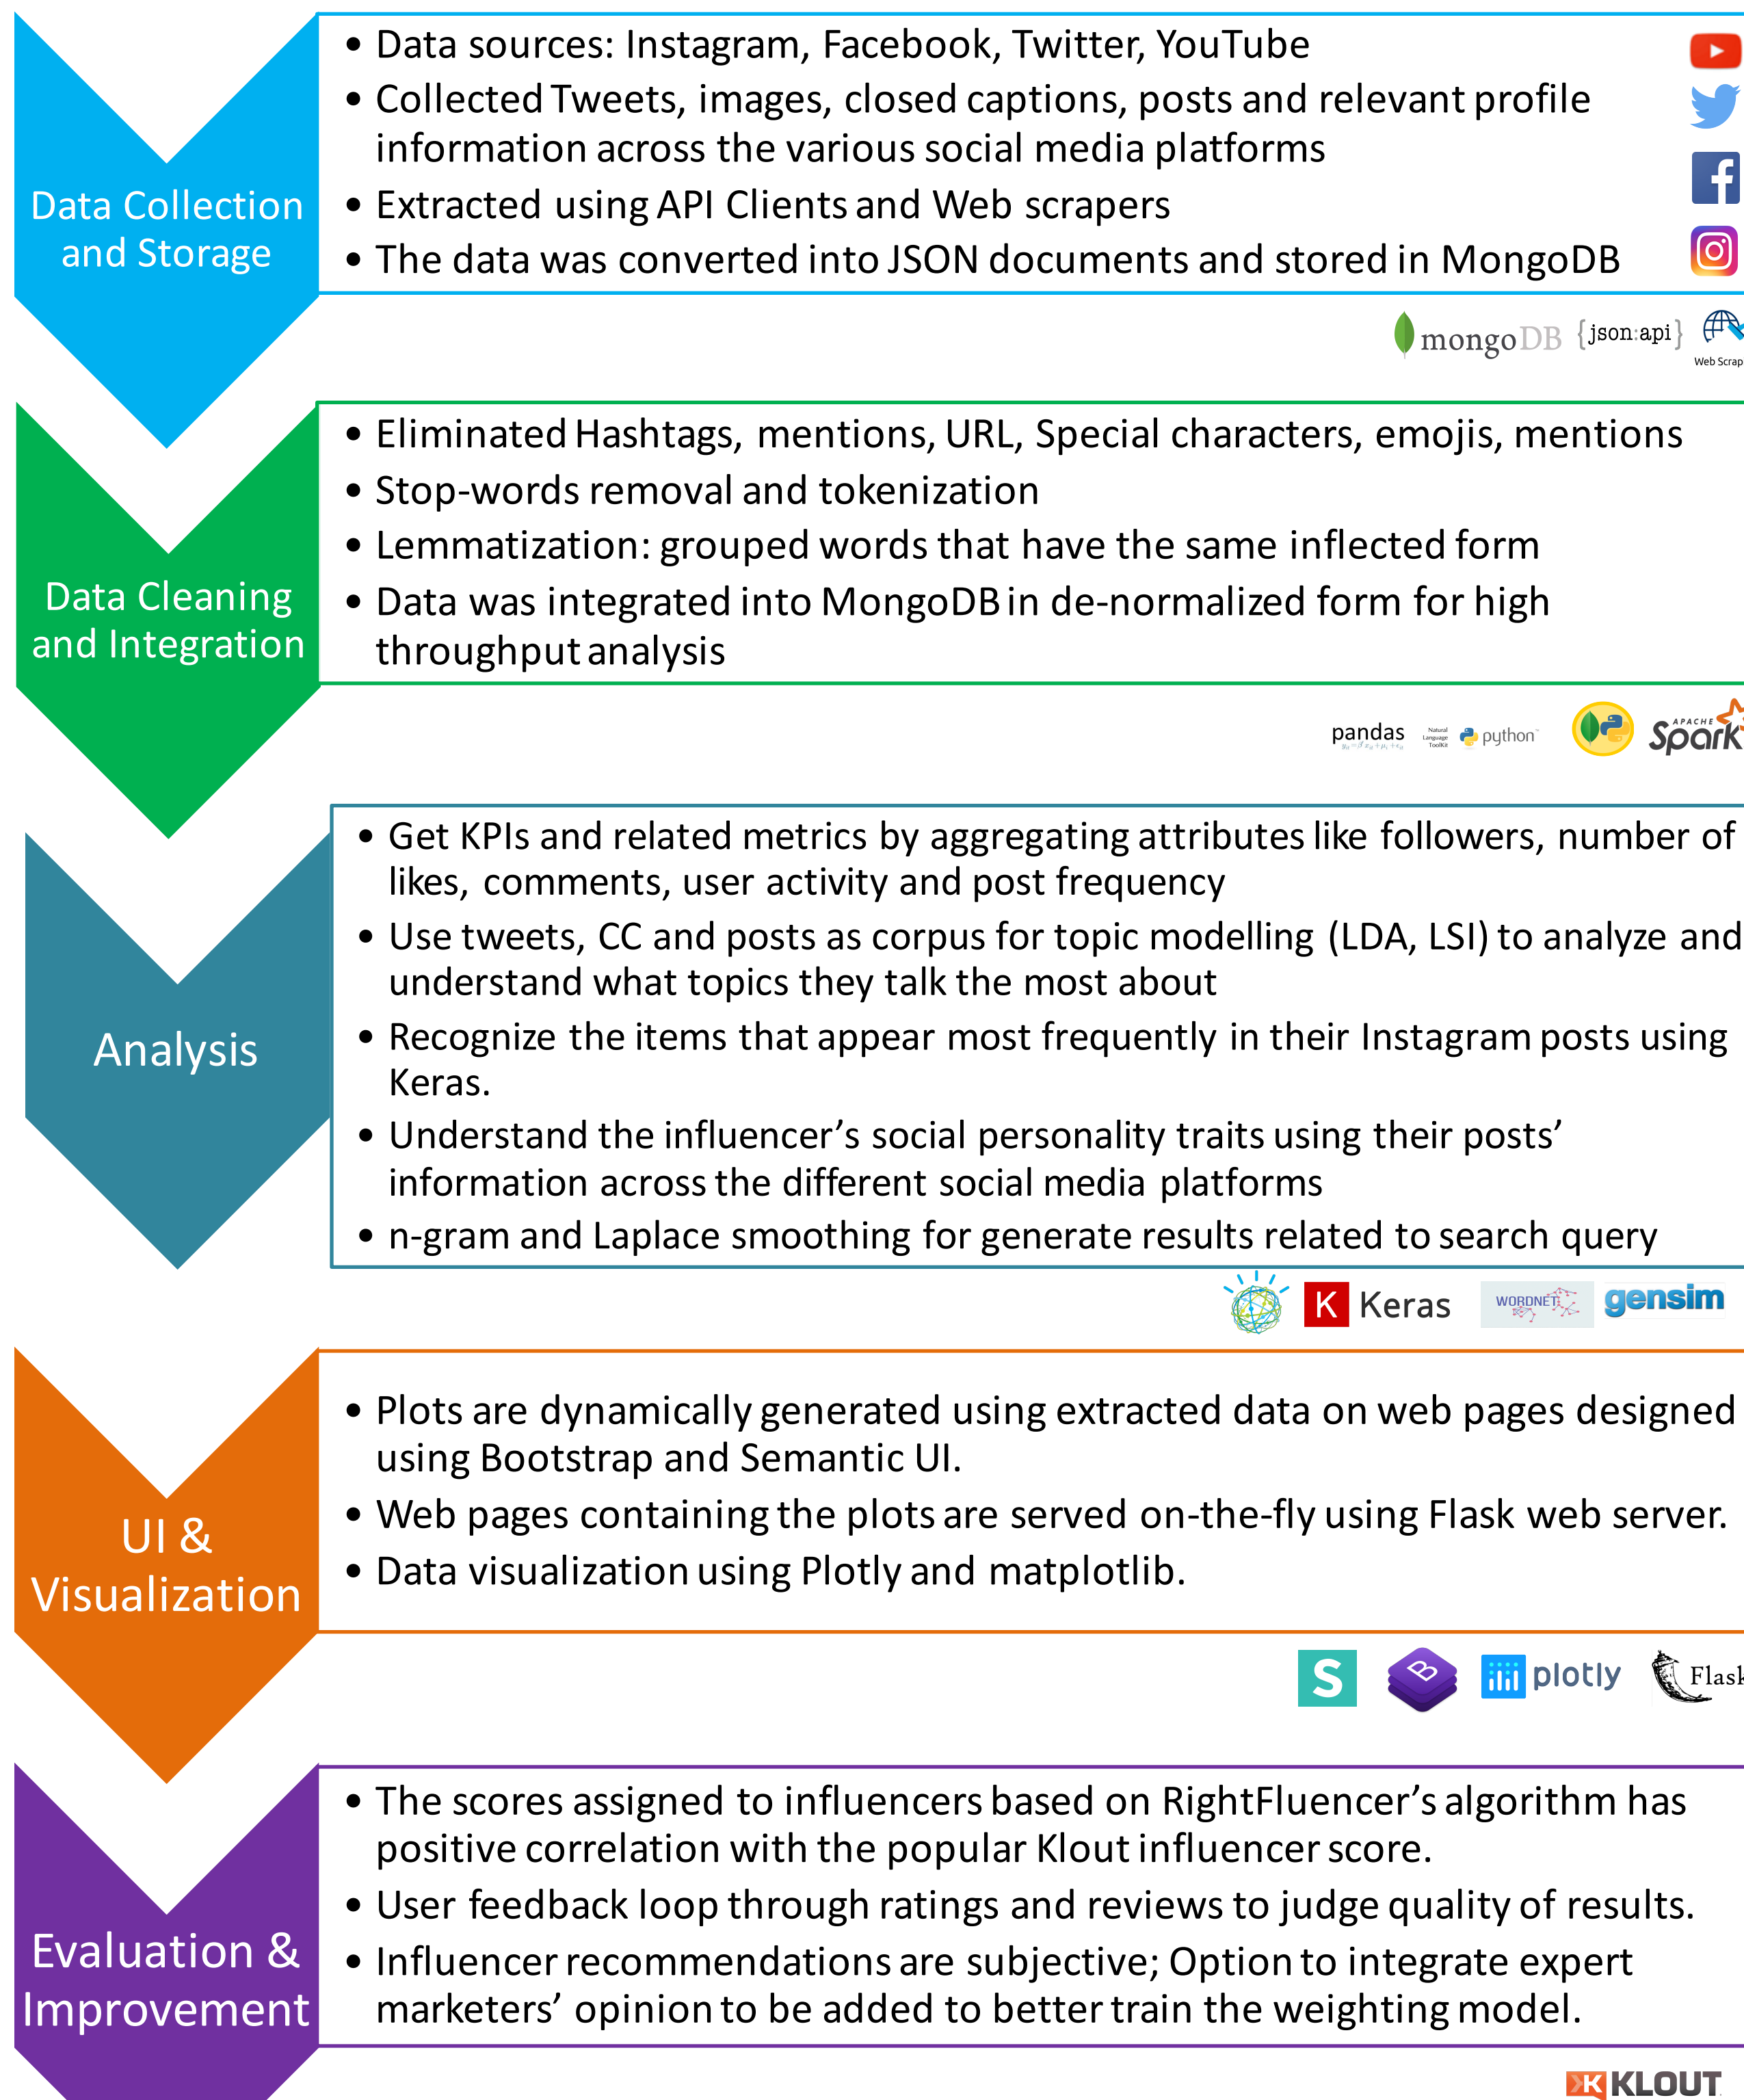 Data Collection
and Storage
• Data sources: Instagram, Facebook, Twitter, YouTube
• Collected Tweets, images, closed captions, posts and relevant profile
information across the various social media platforms
• Extracted using API Clients and Web scrapers
• The data was converted into JSON documents and stored in MongoDB
mongoDB {json:api}
Web Scrap
Data Cleaning
and Integration
• Eliminated Hashtags, mentions, URL, Special characters, emojis, mentions
• Stop-words removal and tokenization
• Lemmatization: grouped words that have the same inflected form
• Data was integrated into MongoDB in de-normalized form for high
throughput analysis
pandas
Natural
Language
ToolKit
python
APACHE
Spark
Analysis
• Get KPIs and related metrics by aggregating attributes like followers, number of
likes, comments, user activity and post frequency
• Use tweets, CC and posts as corpus for topic modelling (LDA, LSI) to analyze and
understand what topics they talk the most about
• Recognize the items that appear most frequently in their Instagram posts using
Keras.
• Understand the influencer’s social personality traits using their posts’
information across the different social media platforms
• n-gram and Laplace smoothing for generate results related to search query
K Keras
WORDNET
gensim
UI &
Visualization
• Plots are dynamically generated using extracted data on web pages designed
using Bootstrap and Semantic UI.
• Web pages containing the plots are served on-the-fly using Flask web server.
• Data visualization using Plotly and matplotlib.
S
B
plotly
Flask
Evaluation &
Improvement
• The scores assigned to influencers based on RightFluencer’s algorithm has
positive correlation with the popular Klout influencer score.
• User feedback loop through ratings and reviews to judge quality of results.
• Influencer recommendations are subjective; Option to integrate expert
marketers’ opinion to be added to better train the weighting model.
K KLOUT